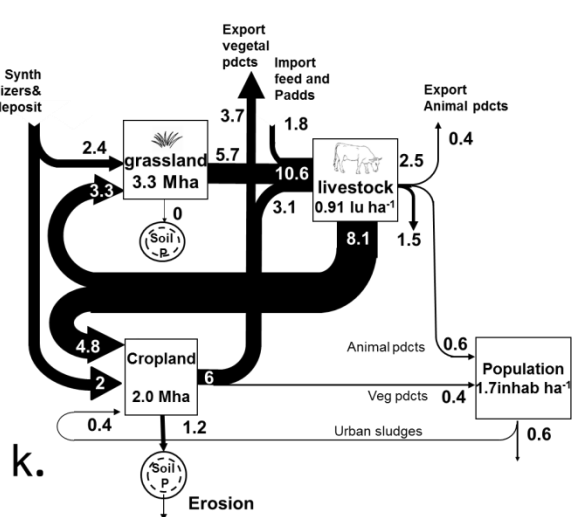 Export
vegetal
pdcts
Import
feed and
Padds
Synth
izers&
deposit
Export
Animal pdcts
3.7
1.8
0.4
2.4
grassland
3.3 Mha
5.7
10.6
2.5
livestock
0.91 lu ha-1
3.3
3.1
0
Soil
P
8.1
1.5
4.8
Cropland
2.0 Mha
2
6
Animal pdcts
0.6
Population
1.7inhab ha-1
Veg pdcts
0.4
0.4
1.2
Urban sludges
0.6
k.
Soil
P
Erosion